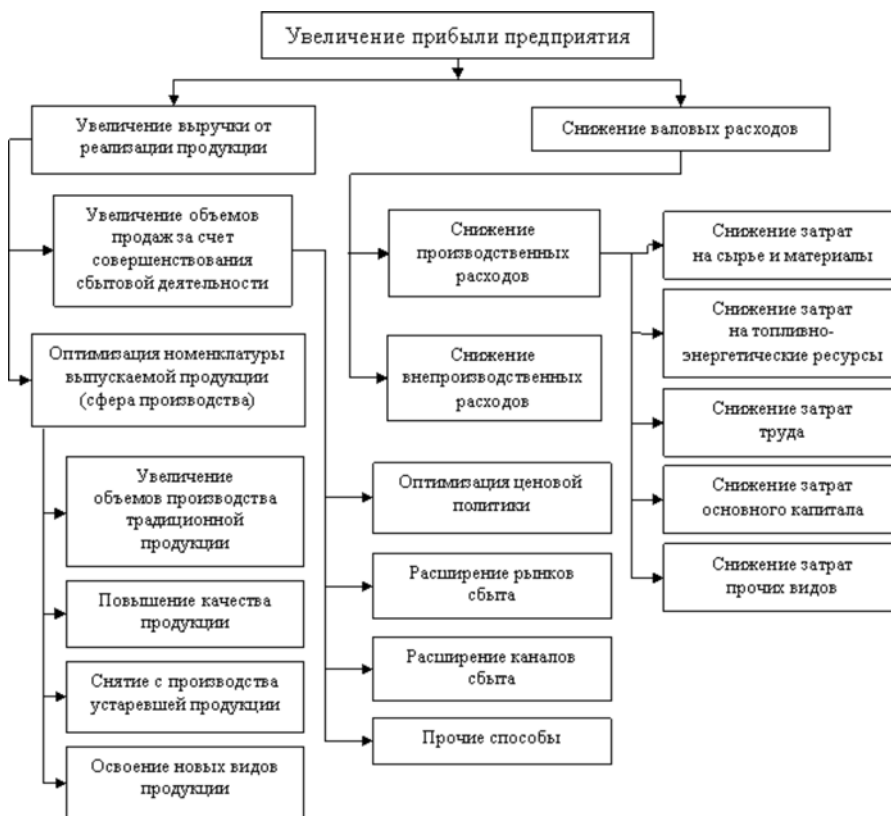 Увеличение прибыли предприятия
Увеличение выручки от
реализации продукции
Снижение валовых расходов
Увеличение объемов
продаж за счет
совершенствования
сбытовой деятельности
Оптимизация номенклатуры
выпускаемой продукции
(сфера производства)
Увеличение
объемов производства
традиционной
продукции
Повышение качества
продукции
Снятие с производства
устаревшей продукции
Освоение новых видов
продукции
Снижение
производственных
расходов
Снижение
внепроизводственных
расходов
Оптимизация ценовой
политики
Расширение рынков
сбыта
Расширение каналов
сбыта
Прочие способы
Снижение затрат
на сырье и материалы
Снижение затрат
на топливно-
энергетические ресурсы
Снижение затрат
труда
Снижение затрат
основного капитала
Снижение затрат
прочих видов